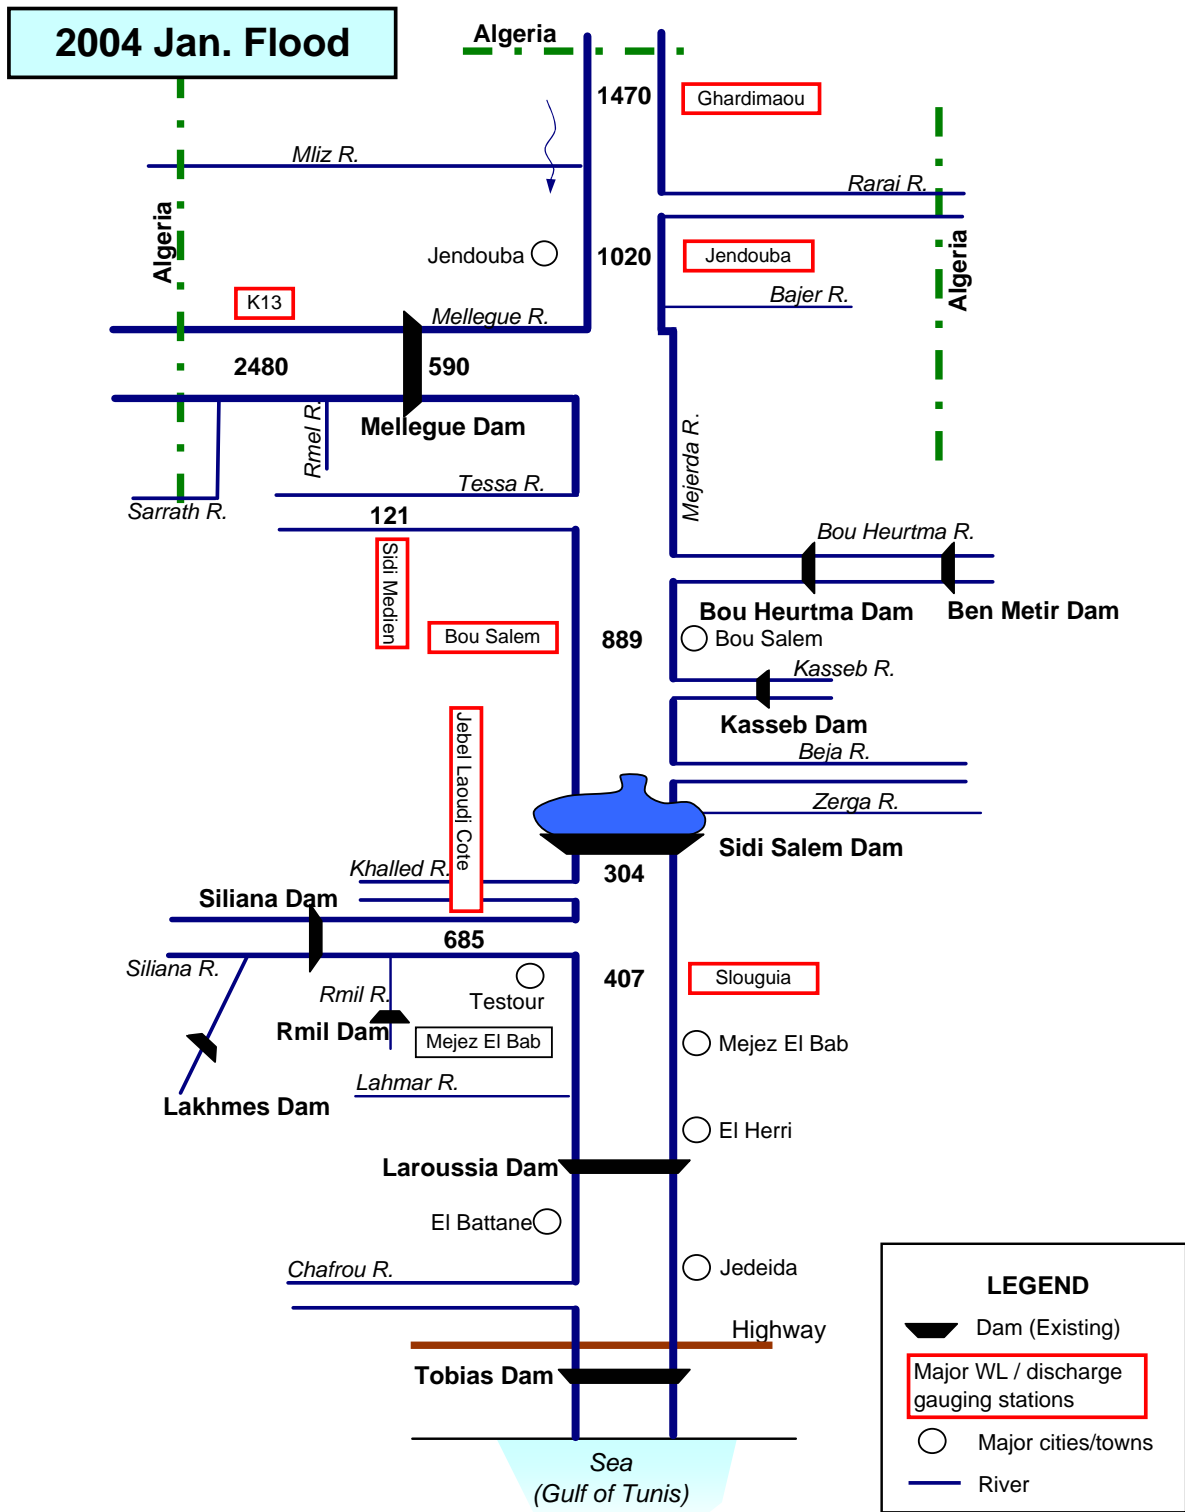 2004 Jan. Flood
Algeria
1470
Ghardimaou
Mliz R.
Rarai R.
Algeria
Jendouba
1020
Jendouba
Algeria
K13
Mellegue R.
Bajer R.
2480
590
Mellegue Dam
Rmel R.
Mejerda R.
Sarrath R.
Tessa R.
121
Sidi Medien
Bou Heurtma R.
Bou Heurtma Dam
Ben Metir Dam
Bou Salem
889
Bou Salem
Kasseb R.
Kasseb Dam
Jebel Laoudj Cote
Beja R.
Zerga R.
Sidi Salem Dam
Khalled R.
304
Siliana Dam
685
Siliana R.
Rmil R.
Testour
407
Slouguia
Rmil Dam
Mejez El Bab
Mejez El Bab
Lahmar R.
Lakhmes Dam
El Herri
Laroussia Dam
El Battane
Chafrou R.
Jedeida
Highway
Tobias Dam
Sea
(Gulf of Tunis)
LEGEND
Dam (Existing)
Major WL / discharge
gauging stations
Major cities/towns
River